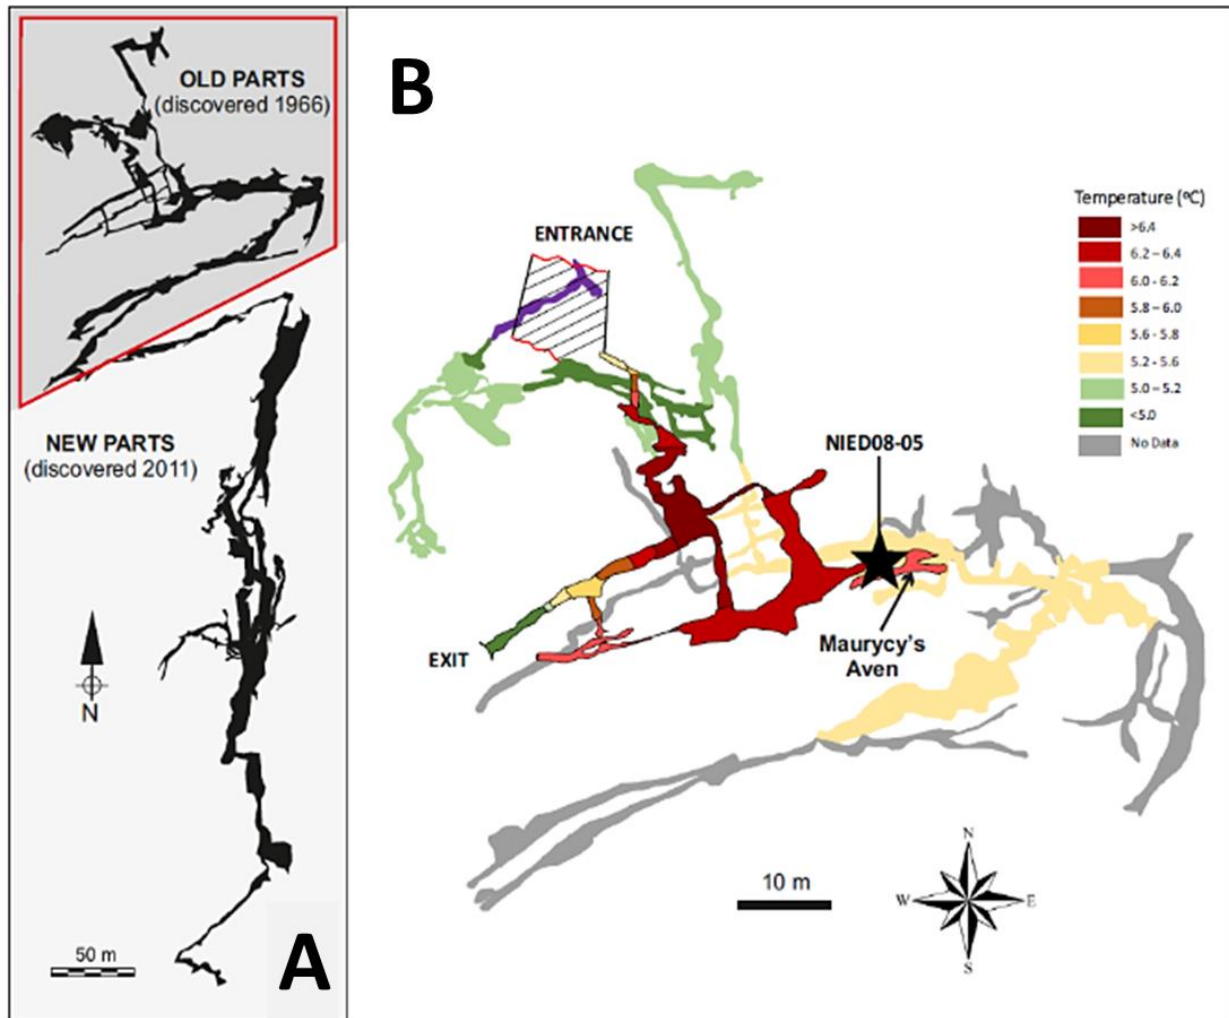 OLD PARTS
(discovered 1966)
NEW PARTS
(discovered 2011)
N
50 m
A
B
ENTRANCE
Temperature (ºC)
>6.4
6.2 – 6.4
6.0 - 6.2
5.8 – 6.0
5.6 - 5.8
5.2 - 5.6
5.0 – 5.2
<5.0
No Data
NIED08-05
EXIT
Maurycy's
Aven
10 m
N
W
E
S